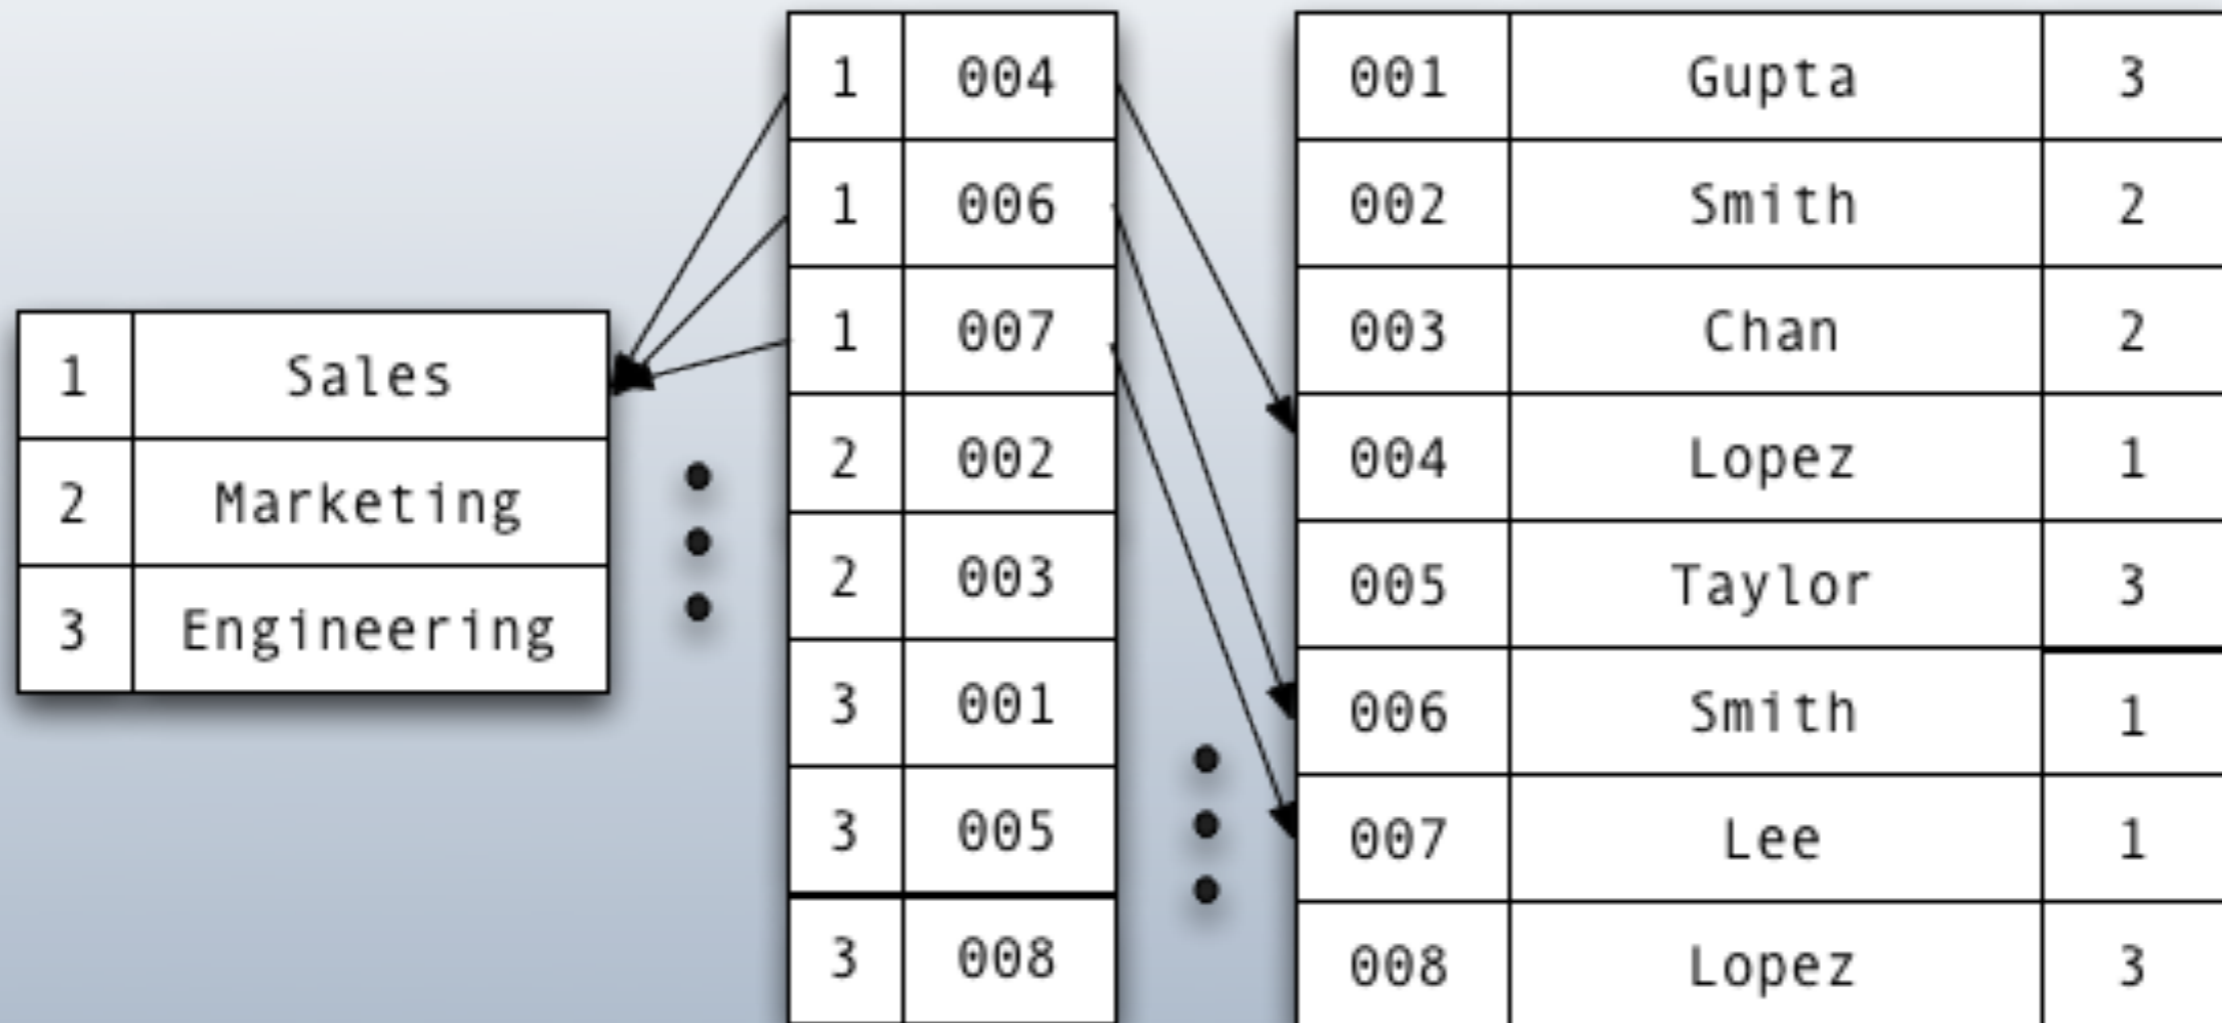 1 Sales
2 Marketing
3 Engineering
1 004
1 006
1 007
2 002
2 003
3 001
3 005
3 008
001 Gupta 3
002 Smith 2
003 Chan 2
004 Lopez 1
005 Taylor 3
006 Smith 1
007 Lee 1
008 Lopez 3